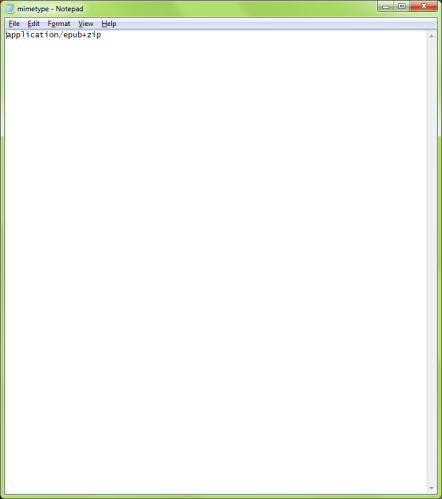 mimetype - Notepad
File Edit Format View Help
application/epub+zip